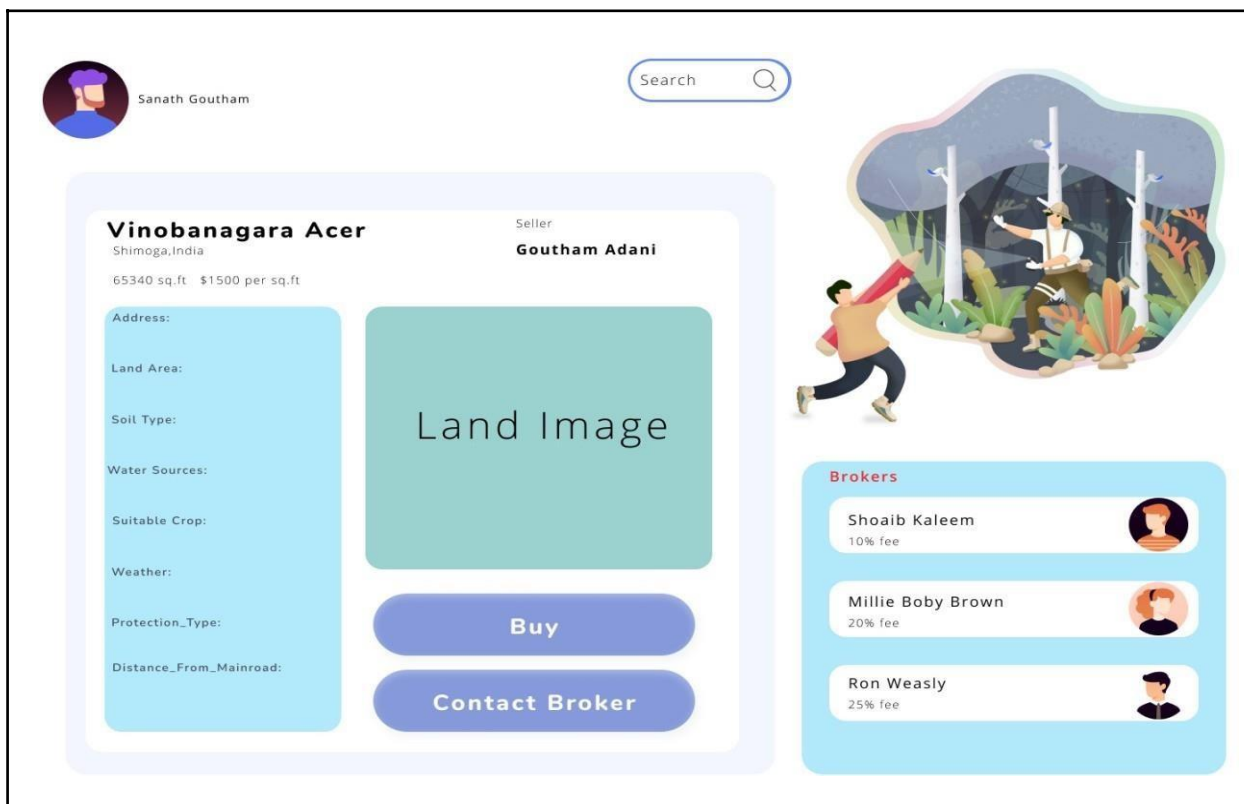 Sanath Goutham
Search
Vinobanagara Acer
Shimoga,India
65340 sq.ft $1500 per sq.ft
Seller
Goutham Adani
Address:
Land Area:
Soil Type:
Water Sources:
Suitable Crop:
Weather:
Protection_Type:
Distance_From_Mainroad:
Land Image
Buy
Contact Broker
Brokers
Shoaib Kaleem
10% fee
Millie Boby Brown
20% fee
Ron Weasly
25% fee